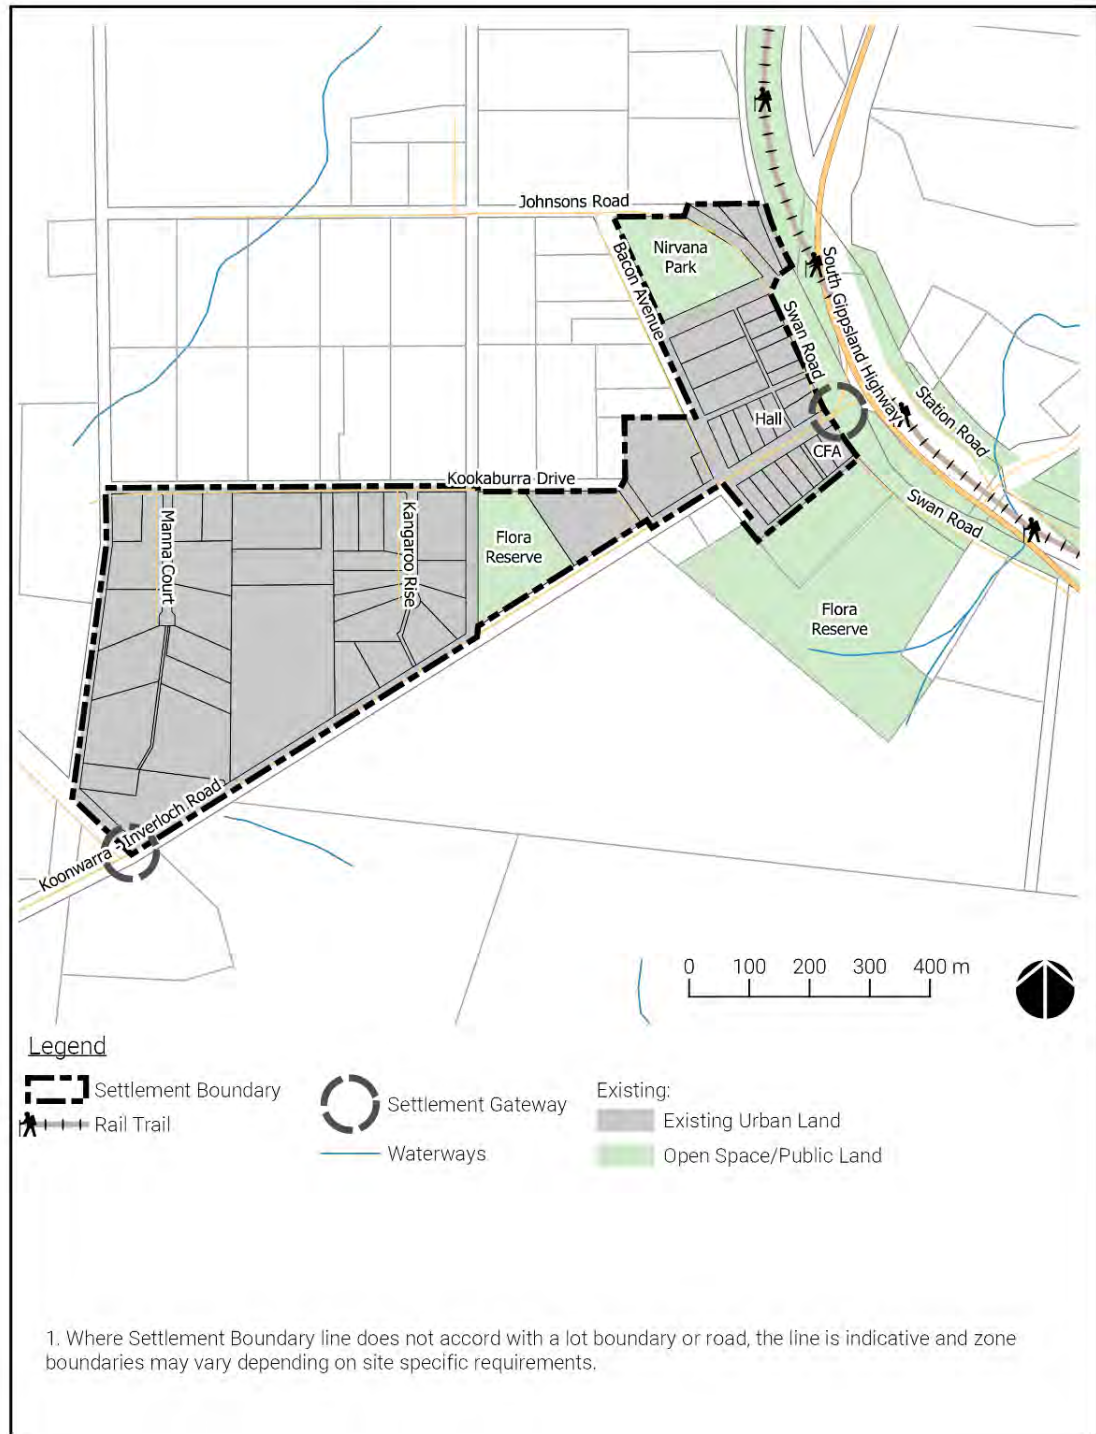 Johnsons Road
Nirvana
Park
Bacon Avenue
Swan Road
South Gippsland Highway
Station Road
Hall
CFA
Swan Road
Kookaburra Drive
Manna Court
Kangaroo Rise
Flora
Reserve
Flora
Reserve
Koonwarra - Inverloch Road
0 100 200 300 400 m
Legend
Settlement Boundary
Rail Trail
Settlement Gateway
Waterways
Existing:
Existing Urban Land
Open Space/Public Land
1. Where Settlement Boundary line does not accord with a lot boundary or road, the line is indicative and zone
boundaries may vary depending on site specific requirements.